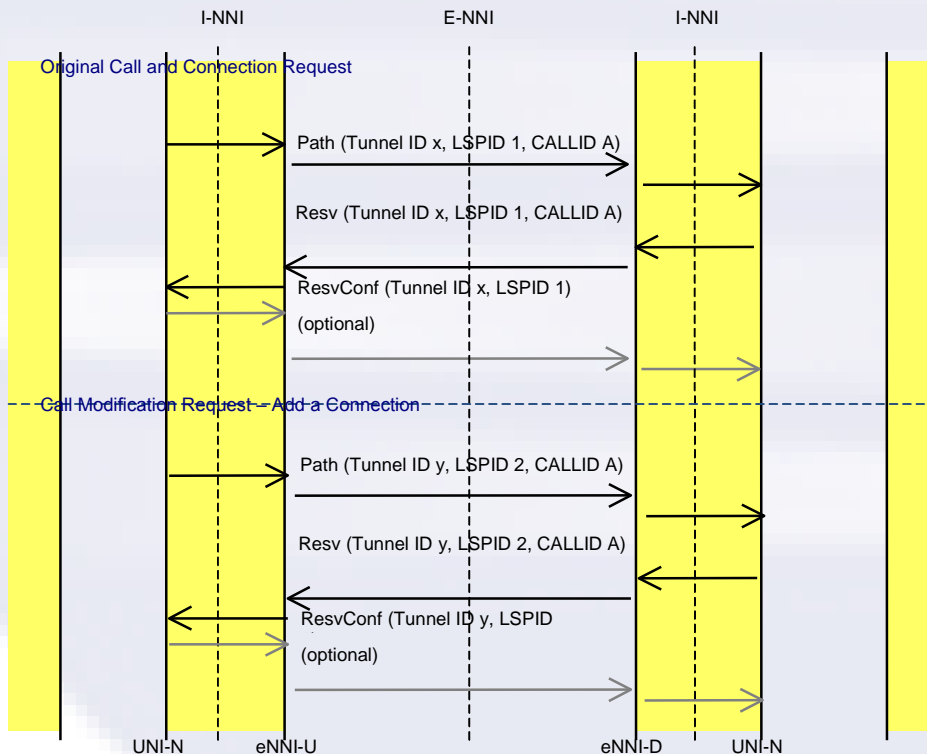 I-NNI E-NNI I-NNI
Original Call and Connection Request
Path (Tunnel ID x, LSPID 1, CALLID A)
Resv (Tunnel ID x, LSPID 1, CALLID A)
ResvConf (Tunnel ID x, LSPID 1)
(optional)
Call Modification Request – Add a Connection
Path (Tunnel ID y, LSPID 2, CALLID A)
Resv (Tunnel ID y, LSPID 2, CALLID A)
ResvConf (Tunnel ID y, LSPID
(optional)
UNI-N eNNI-U eNNI-D UNI-N